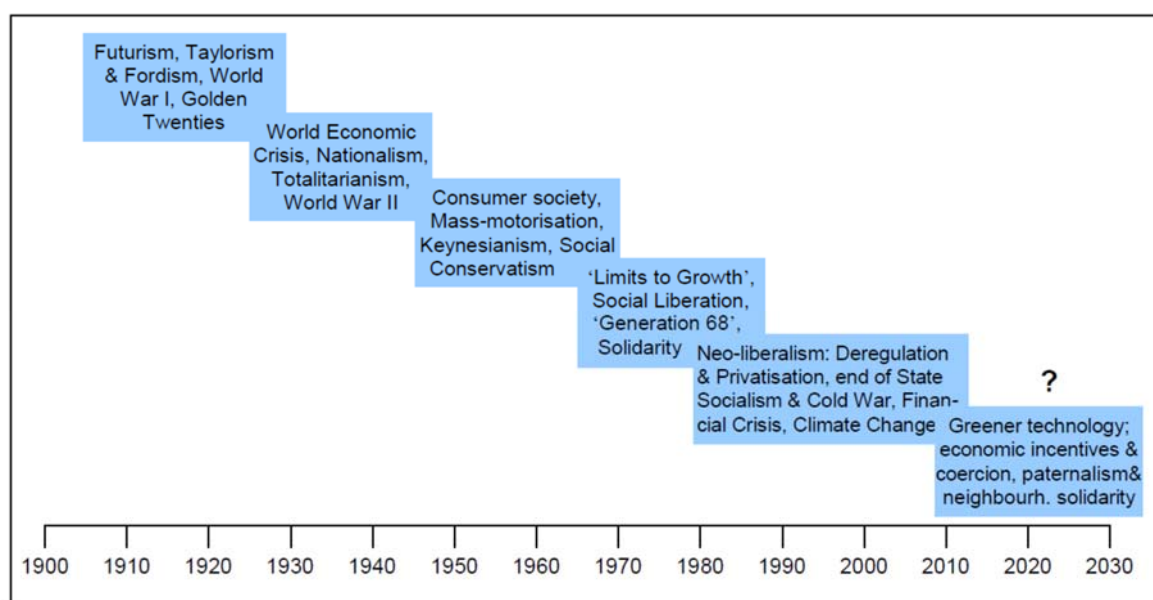 Futurism, Taylorism
& Fordism, World
War I, Golden
Twenties
World Economic
Crisis, Nationalism,
Totalitarianism,
World War II
Consumer society,
Mass-motorisation,
Keynesianism, Social
Conservatism
‘Limits to Growth’,
Social Liberation,
‘Generation 68’,
Solidarity
Neo-liberalism: Deregulation
& Privatisation, end of State
Socialism & Cold War, Finan-
cial Crisis, Climate Change
?
Greener technology;
economic incentives &
coercion, paternalism&
neighbourh. solidarity
1900 1910 1920 1930 1940 1950 1960 1970 1980 1990 2000 2010 2020 2030